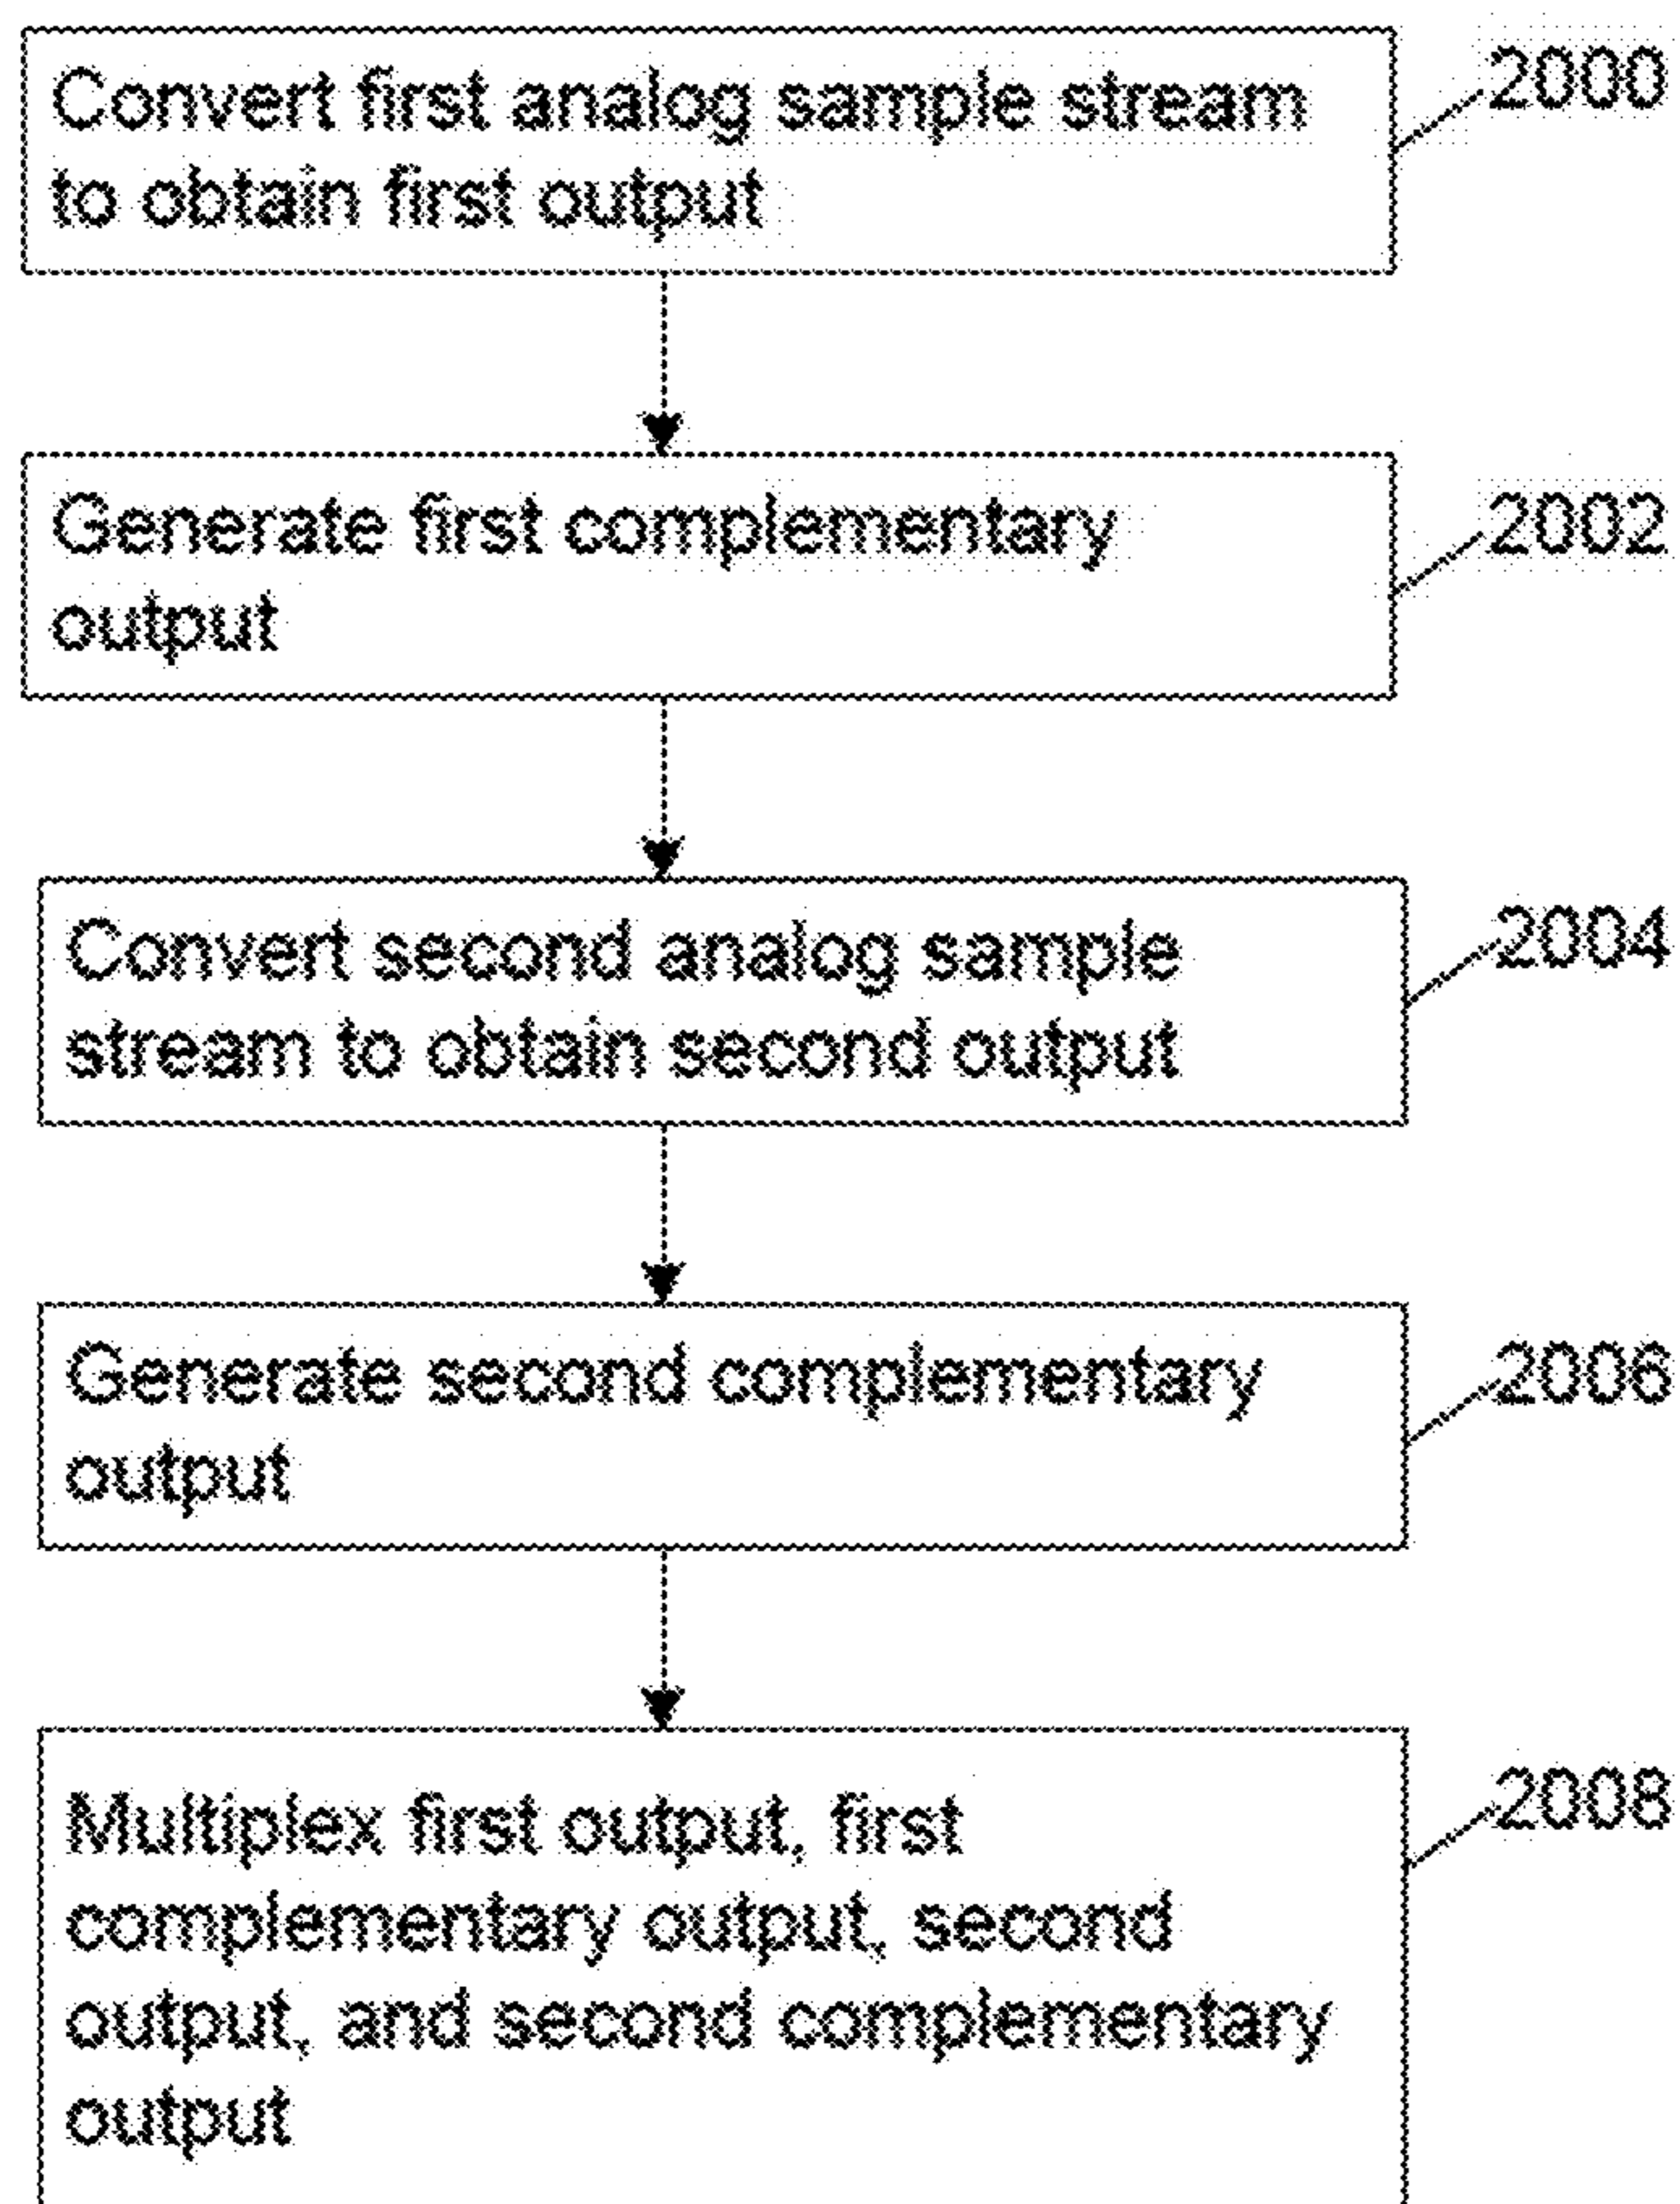 Convert first analog sample stream
to obtain first output
2000
Generate first complementary
output
2002
Convert second analog sample
stream to obtain second output
2004
Generate second complementary
output
2006
Multiplex first output, first
complementary output, second
output, and second complementary
output
2008